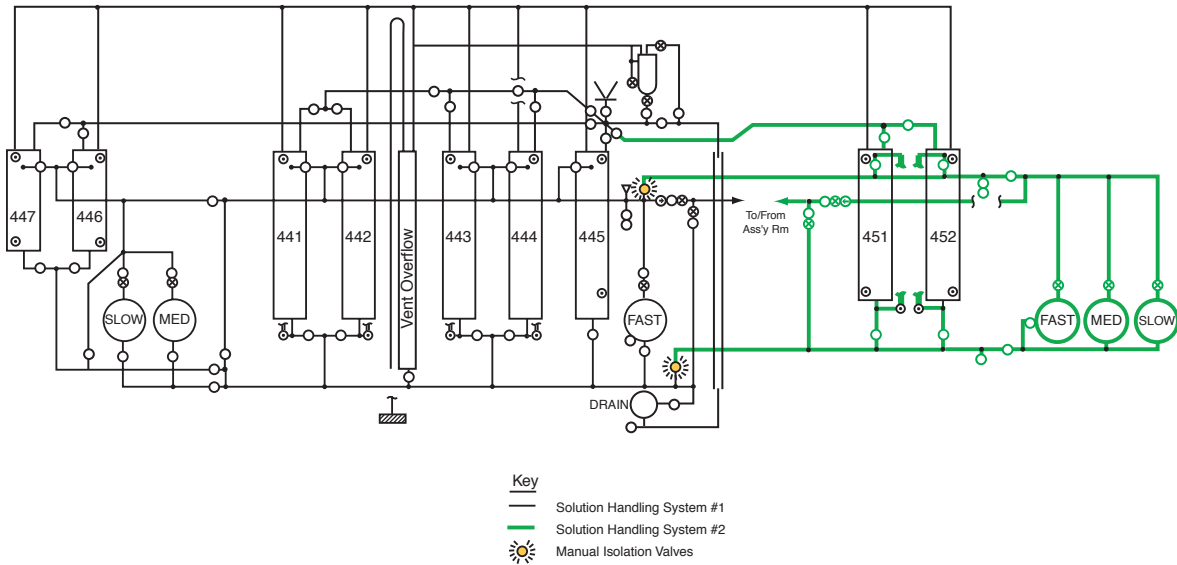 447
446
441
442
Vent Overflow
443
444
445
451
452
To/From
Ass'y Rm
SLOW
MED
FAST
FAST
MED
SLOW
DRAIN
Key
Solution Handling System #1
Solution Handling System #2
Manual Isolation Valves